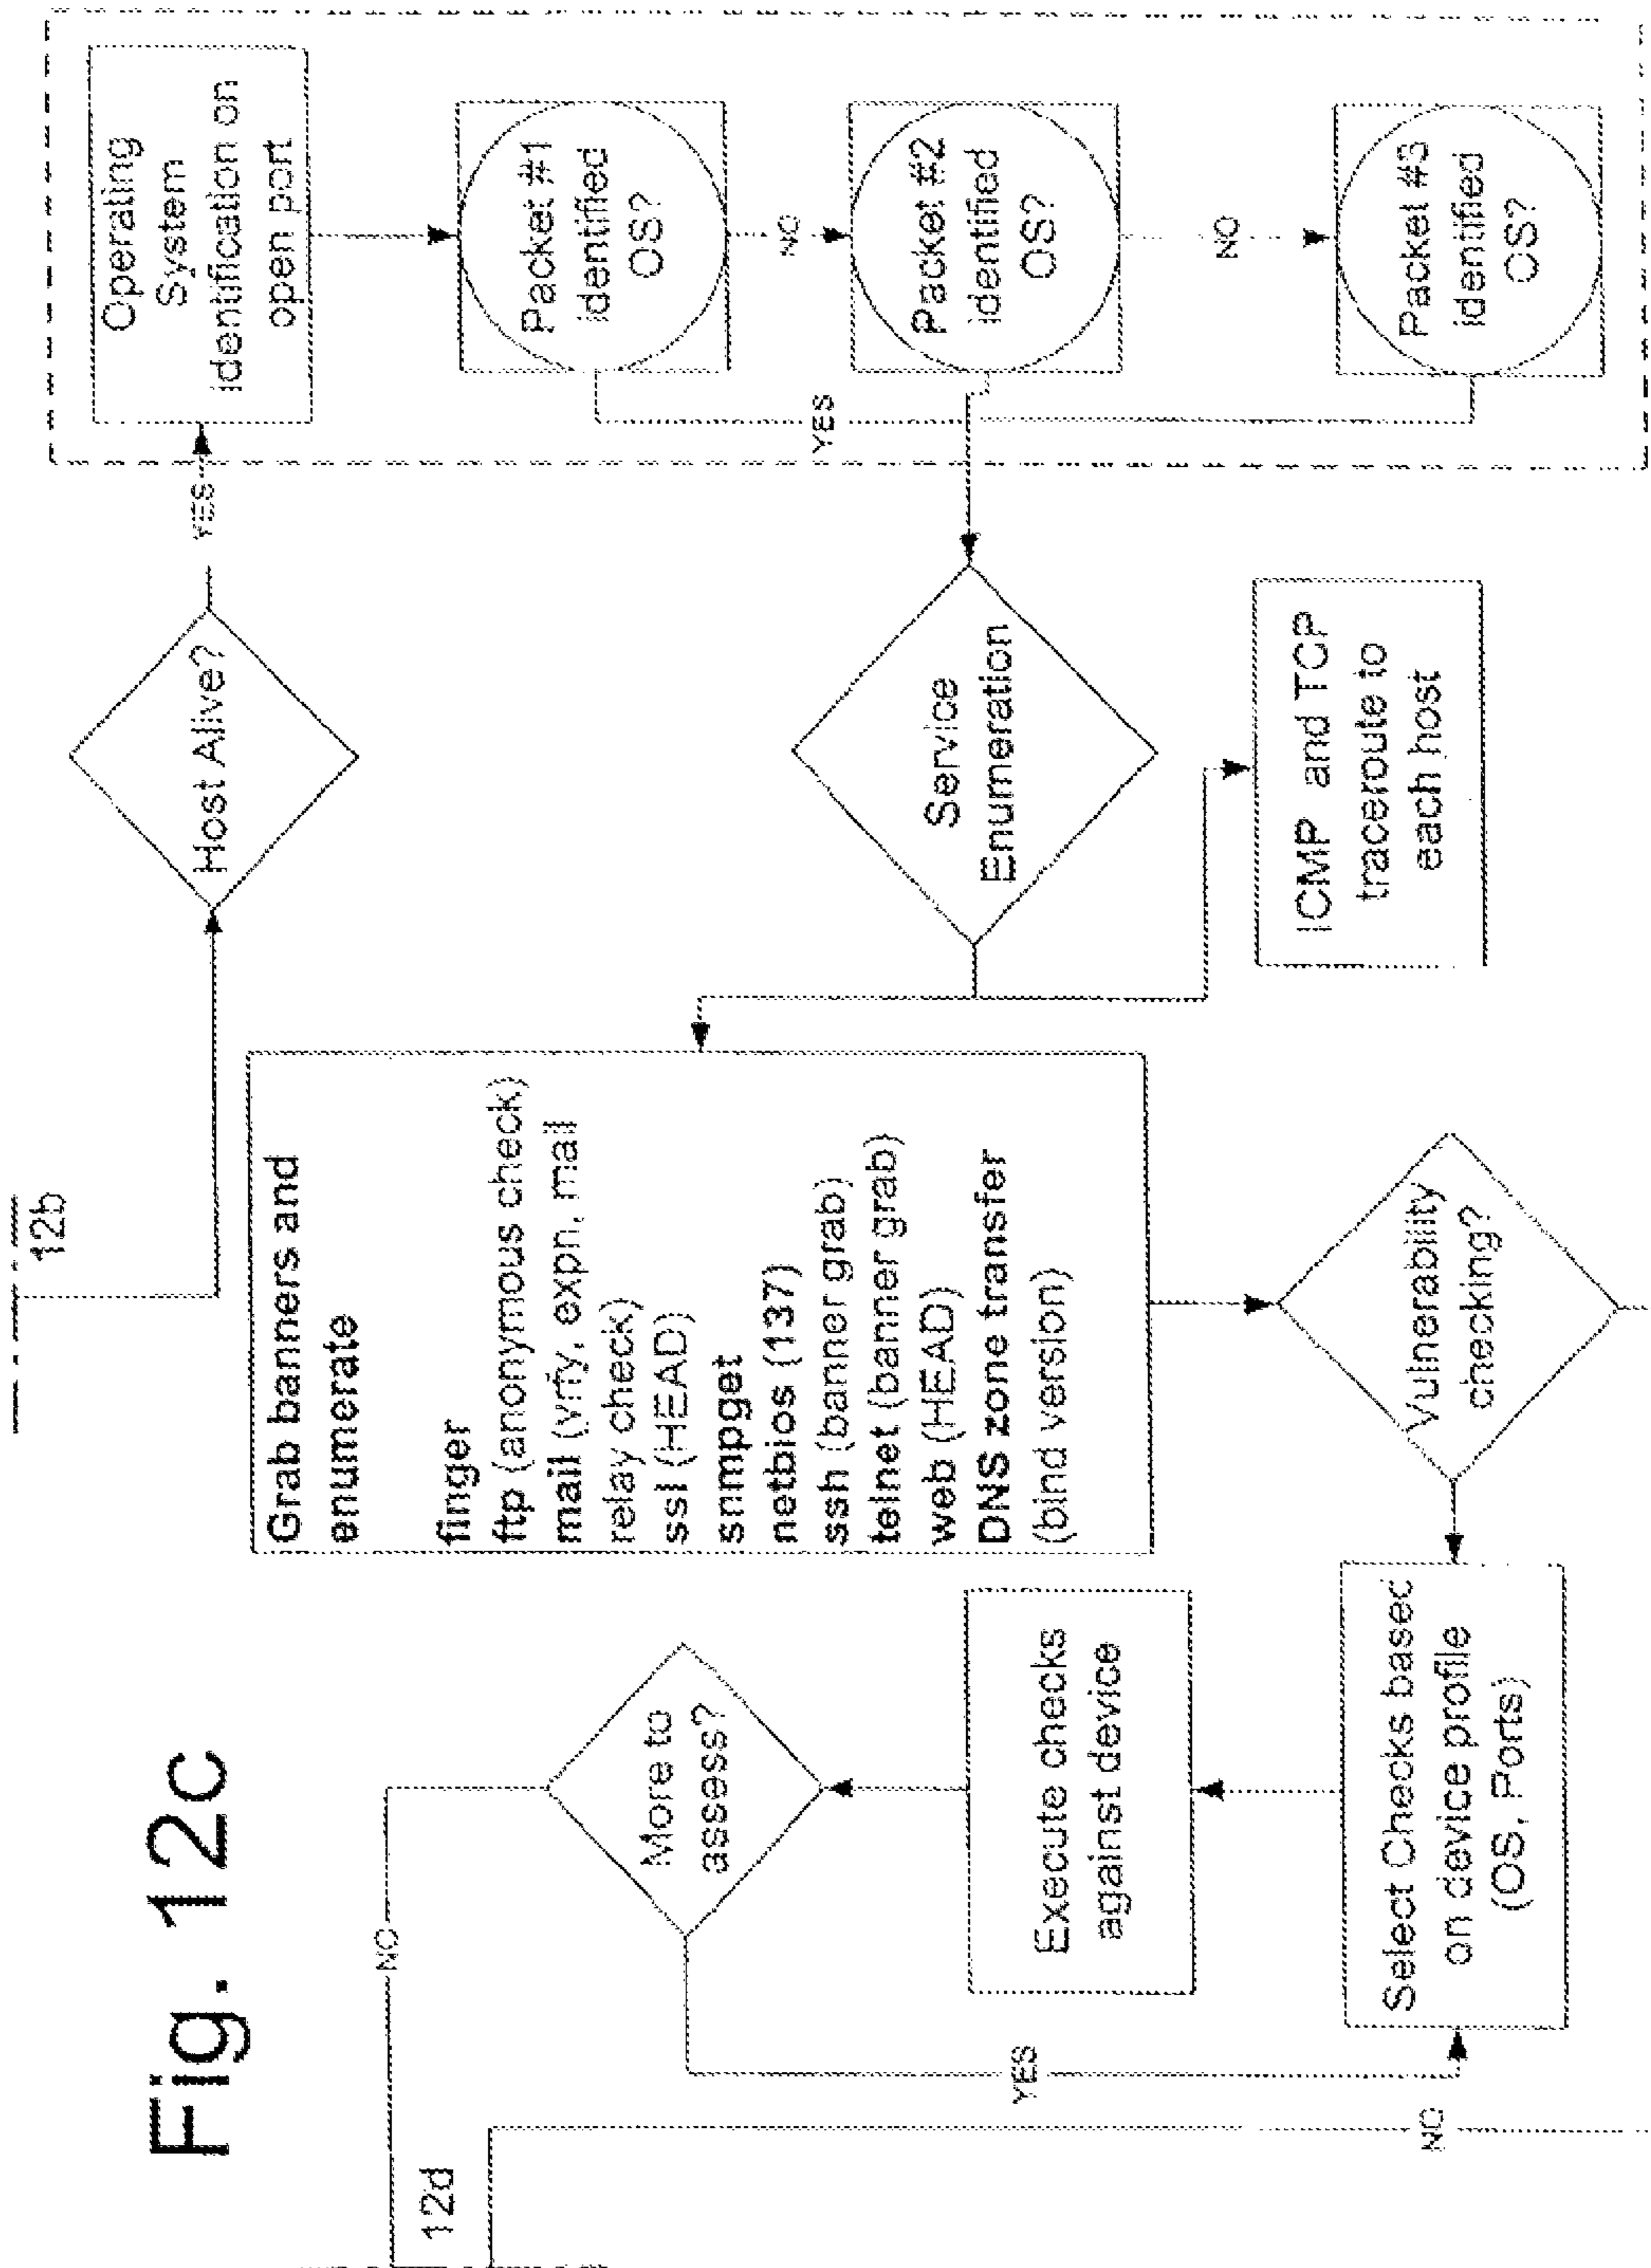 Fig. 12c
12b
Host Alive?
YES
Operating
System
identification on
open port
Packet #1
identified
OS?
NO
Packet #2
identified
OS?
NO
Packet #3
identified
OS?
YES
Service
Enumeration
ICMP and TCP
traceroute to
each host
Grab banners and
enumerate
finger
ftp (anonymous check)
mail (vrfy, expn, mail
relay check)
ssl (HEAD)
snmpget
netbios (137)
ssh (banner grab)
telnet (banner grab)
web (HEAD)
DNS zone transfer
(bind version)
Vulnerability
checking?
Select Checks based
on device profile
(OS, Ports)
Execute checks
against device
More to
assess?
NO
YES
12d
NO